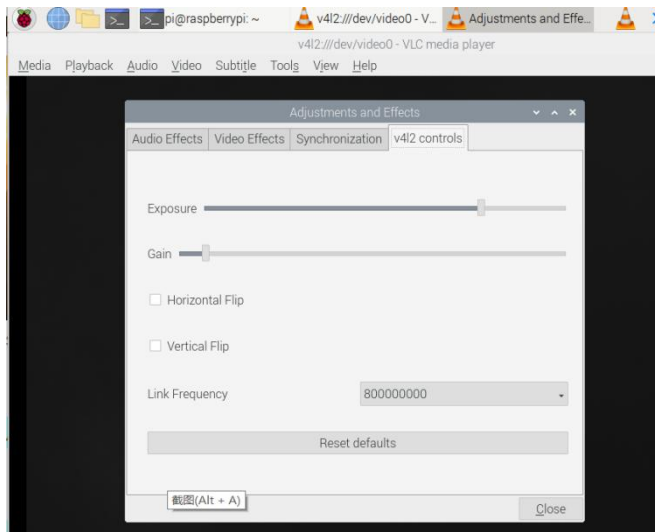 pi@raspberrypi: ~ v4l2:///dev/video0 - V... Adjustments and Effe...
v4l2:///dev/video0 - VLC media player
Media Playback Audio Video Subtitle Tools View Help
Adjustments and Effects
Audio Effects Video Effects Synchronization v4l2 controls
Exposure
Gain
Horizontal Flip
Vertical Flip
Link Frequency 800000000
Reset defaults
截图(Alt + A)
Close